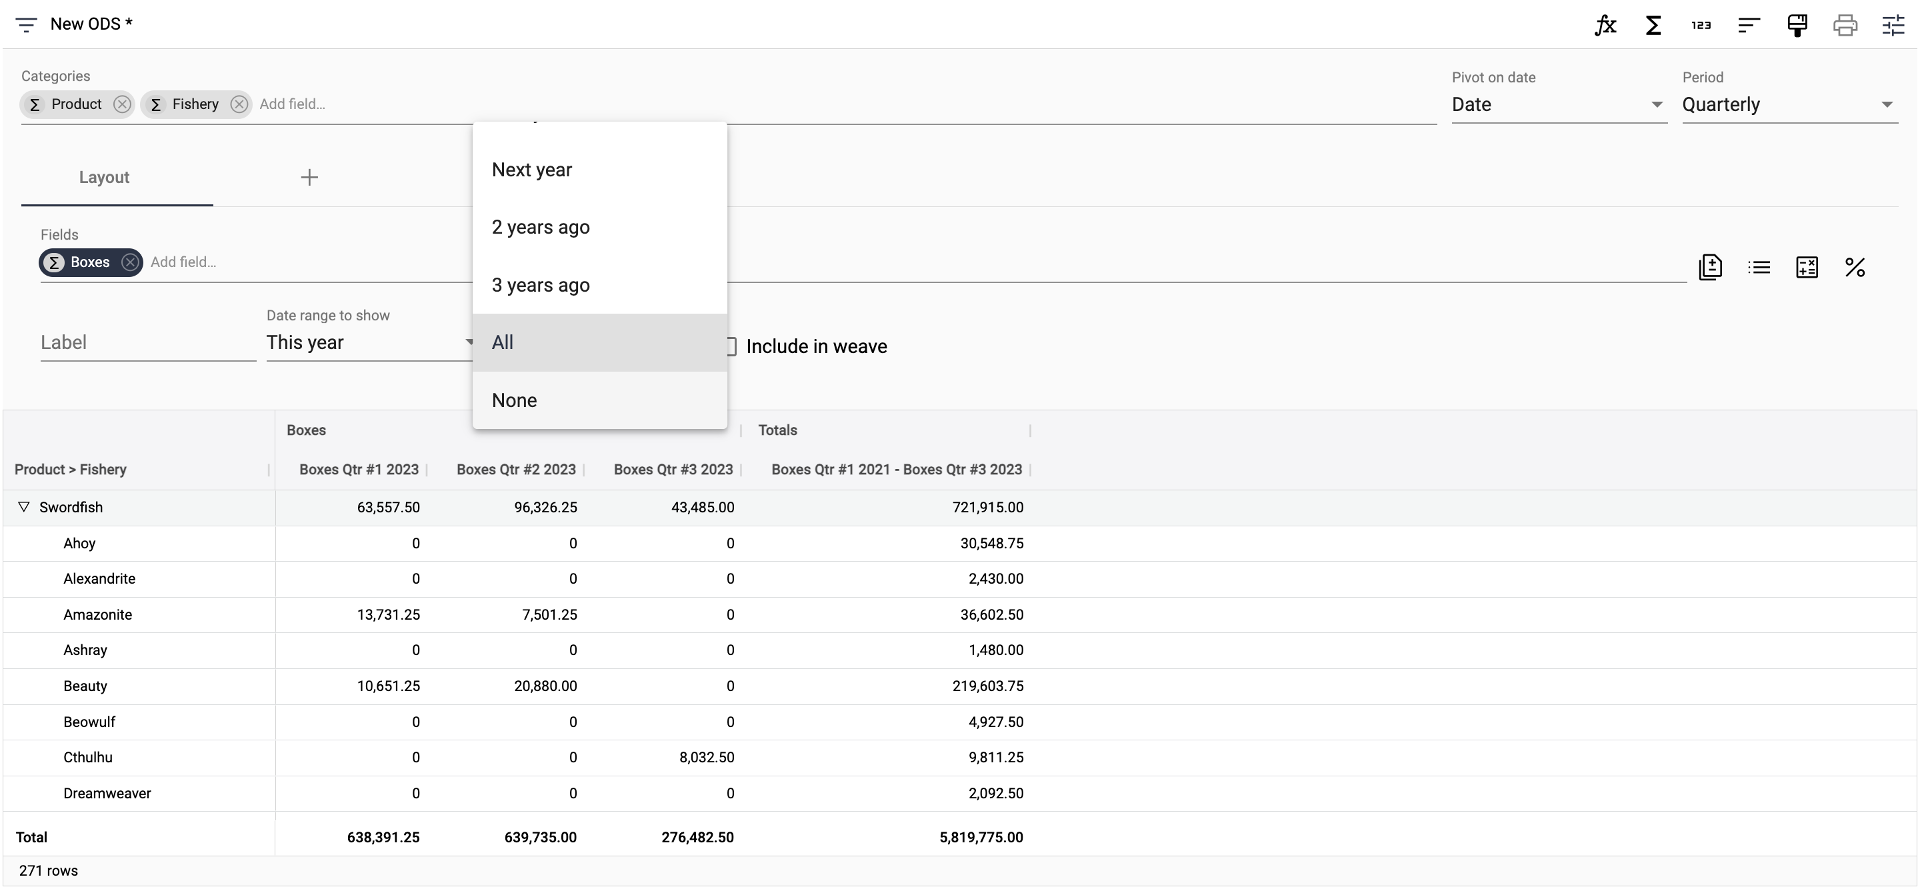 New ODS *
123
Categories
Σ Product Σ Fishery Add field...
Pivot on date
Date
Period
Quarterly
Layout
Fields
Σ Boxes Add field...
Label
Date range to show
This year
Next year
2 years ago
3 years ago
All
None
Include in weave
Boxes Totals
Product > Fishery Boxes Qtr #1 2023 Boxes Qtr #2 2023 Boxes Qtr #3 2023 Boxes Qtr #1 2021 - Boxes Qtr #3 2023
Swordfish 63,557.50 96,326.25 43,485.00 721,915.00
Ahoy 0 0 0 30,548.75
Alexandrite 0 0 0 2,430.00
Amazonite 13,731.25 7,501.25 0 36,602.50
Ashray 0 0 0 1,480.00
Beauty 10,651.25 20,880.00 0 219,603.75
Beowulf 0 0 0 4,927.50
Cthulhu 0 0 8,032.50 9,811.25
Dreamweaver 0 0 0 2,092.50
Total 638,391.25 639,735.00 276,482.50 5,819,775.00
271 rows